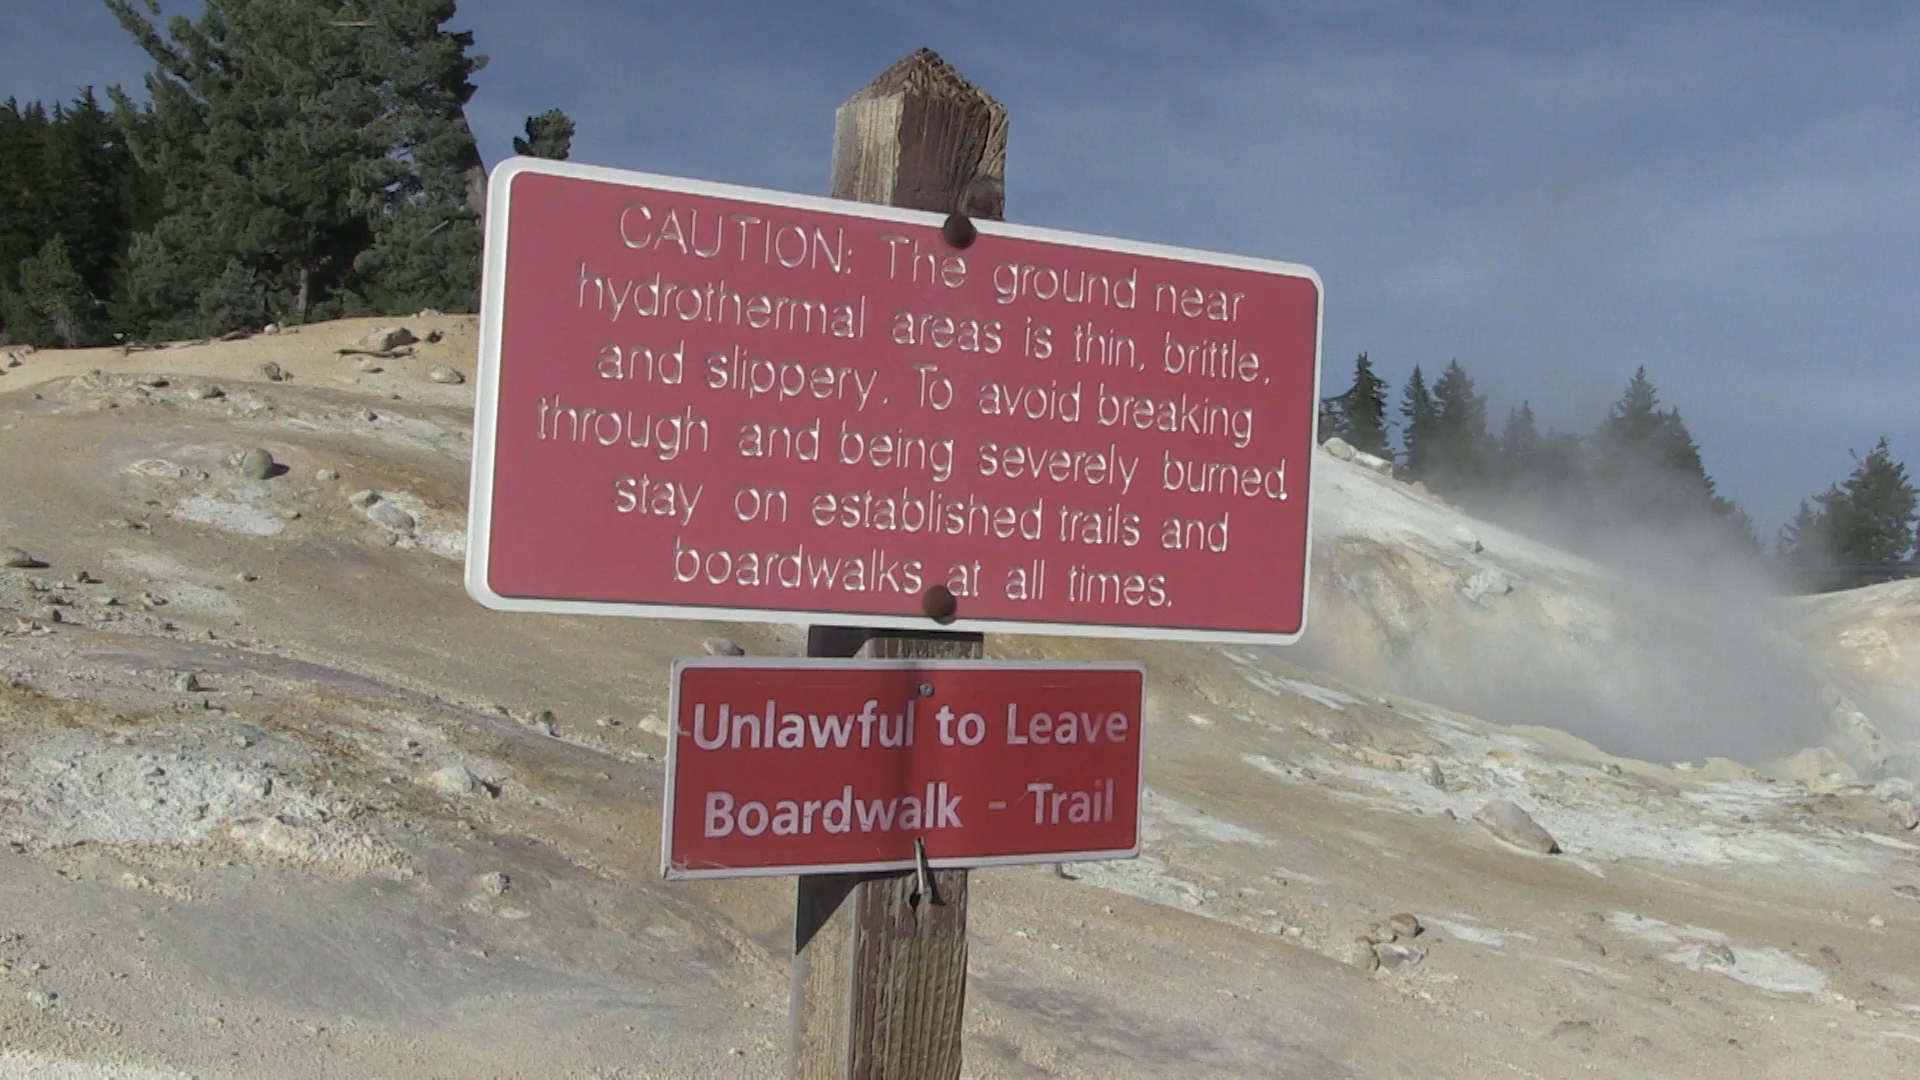 CAUTION: The ground near
hydrothermal areas is thin, brittle,
and slippery. To avoid breaking
through and being severely burned
stay on established trails and
boardwalks at all times.
Unlawful to Leave
Boardwalk - Trail